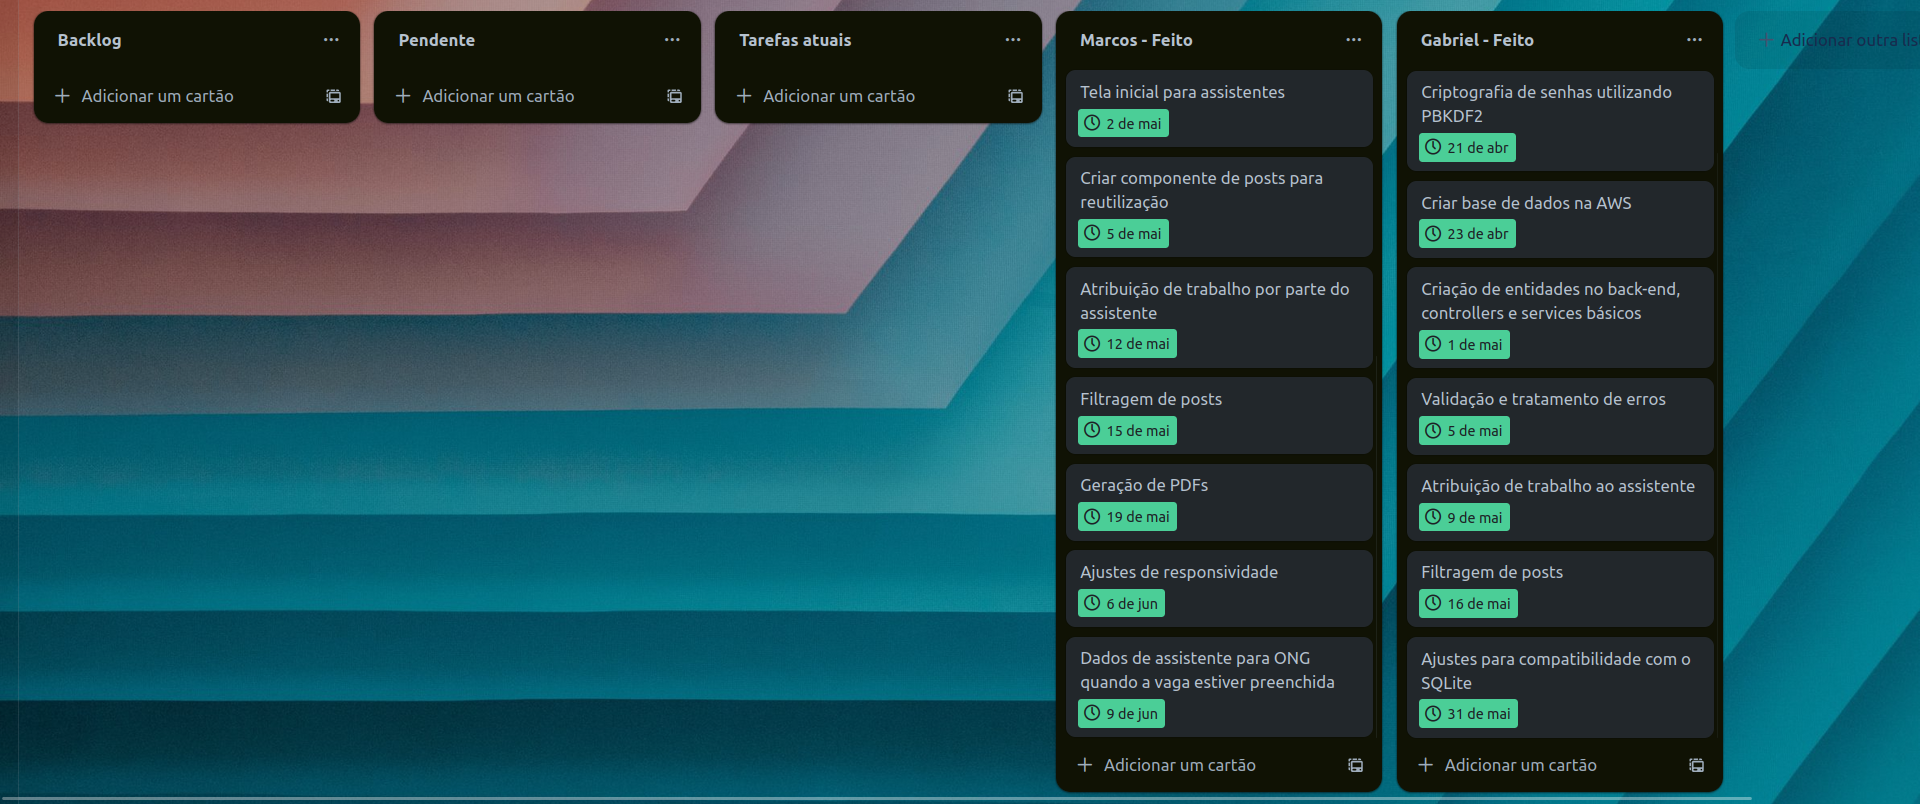 Backlog
Adicionar um cartão
Pendente
Adicionar um cartão
Tarefas atuais
Adicionar um cartão
Marcos - Feito
Tela inicial para assistentes
2 de mai
Criar componente de posts para
reutilização
5 de mai
Atribuição de trabalho por parte do
assistente
12 de mai
Filtragem de posts
15 de mai
Geração de PDFs
19 de mai
Ajustes de responsividade
6 de jun
Dados de assistente para ONG
quando a vaga estiver preenchida
9 de jun
Adicionar um cartão
Gabriel - Feito
Criptografia de senhas utilizando
PBKDF2
21 de abr
Criar base de dados na AWS
23 de abr
Criação de entidades no back-end,
controllers e services básicos
1 de mai
Validação e tratamento de erros
5 de mai
Atribuição de trabalho ao assistente
9 de mai
Filtragem de posts
16 de mai
Ajustes para compatibilidade com o
SQLite
31 de mai
Adicionar um cartão
Adicionar outra lis